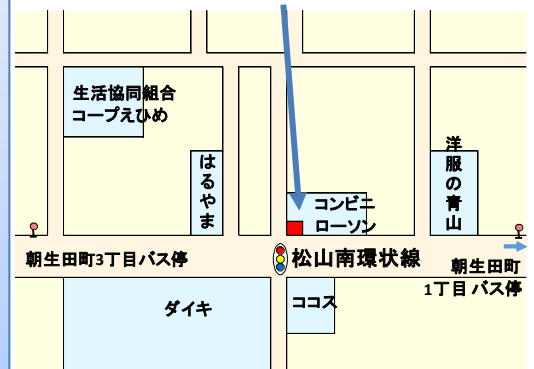 生活協同組合
コープえひめ
はるやま
洋服の青山
コンビニ
ローソン
朝生田町3丁目バス停
松山南環状線
朝生田町
1丁目 バス停
ダイキ
ココス